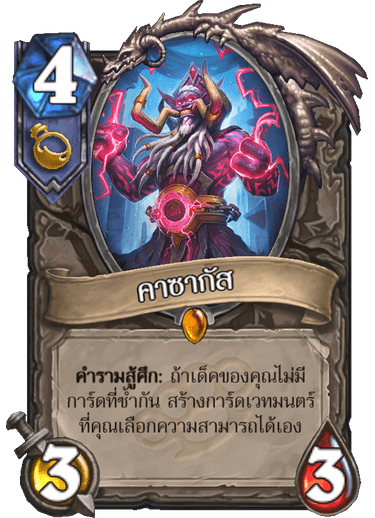 4
คาซากัส
คำรามสู้ศึก: ถ้าเด็คของคุณไม่มี
การ์ดที่ซ้ำกัน สร้างการ์ดเวทมนตร์
ที่คุณเลือกความสามารถได้เอง
3
3